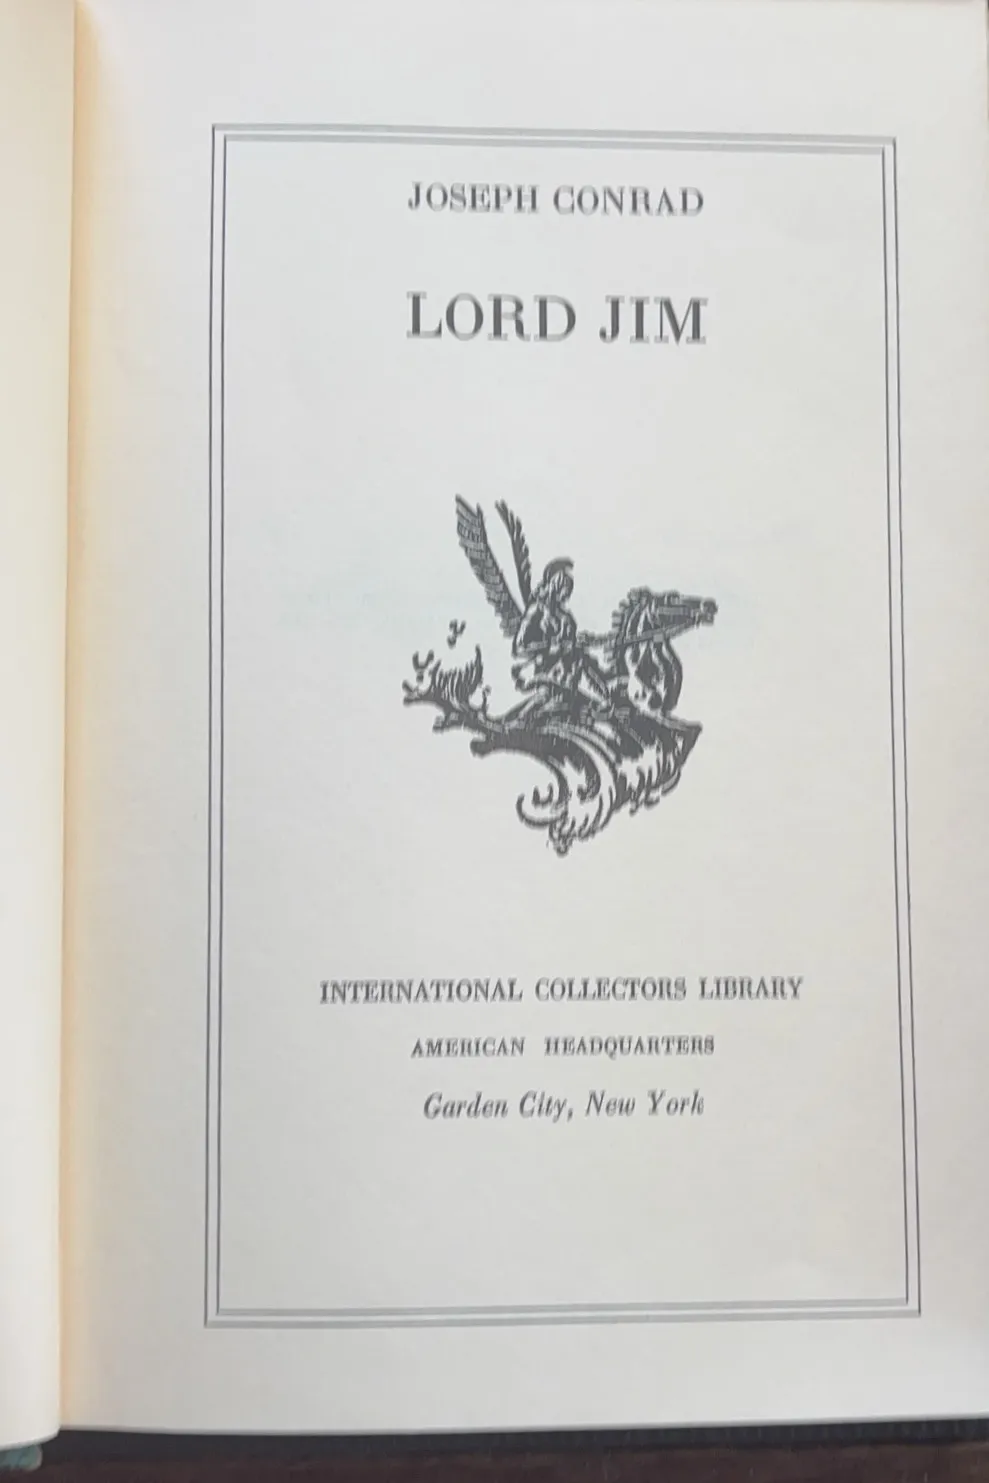 JOSEPH CONRAD
LORD JIM
INTERNATIONAL COLLECTORS LIBRARY
AMERICAN HEADQUARTERS
Garden City, New York